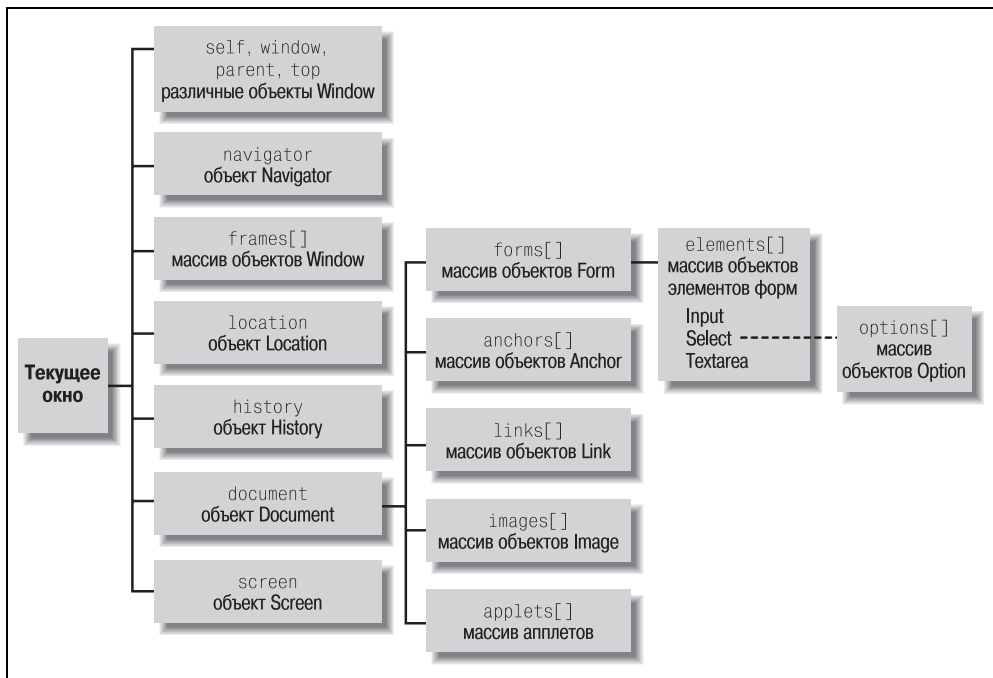 self, window,
parent, top
различные объекты Window
navigator
объект Navigator
frames[]
массив объектов Window
location
объект Location
Текущее
окно
history
объект History
document
объект Document
screen
объект Screen
forms[]
массив объектов Form
anchors[]
массив объектов Anchor
links[]
массив объектов Link
images[]
массив объектов Image
applets[]
массив апплетов
elements[]
массив объектов
элементов форм
Input
Select
Textarea
options[]
массив
объектов Option